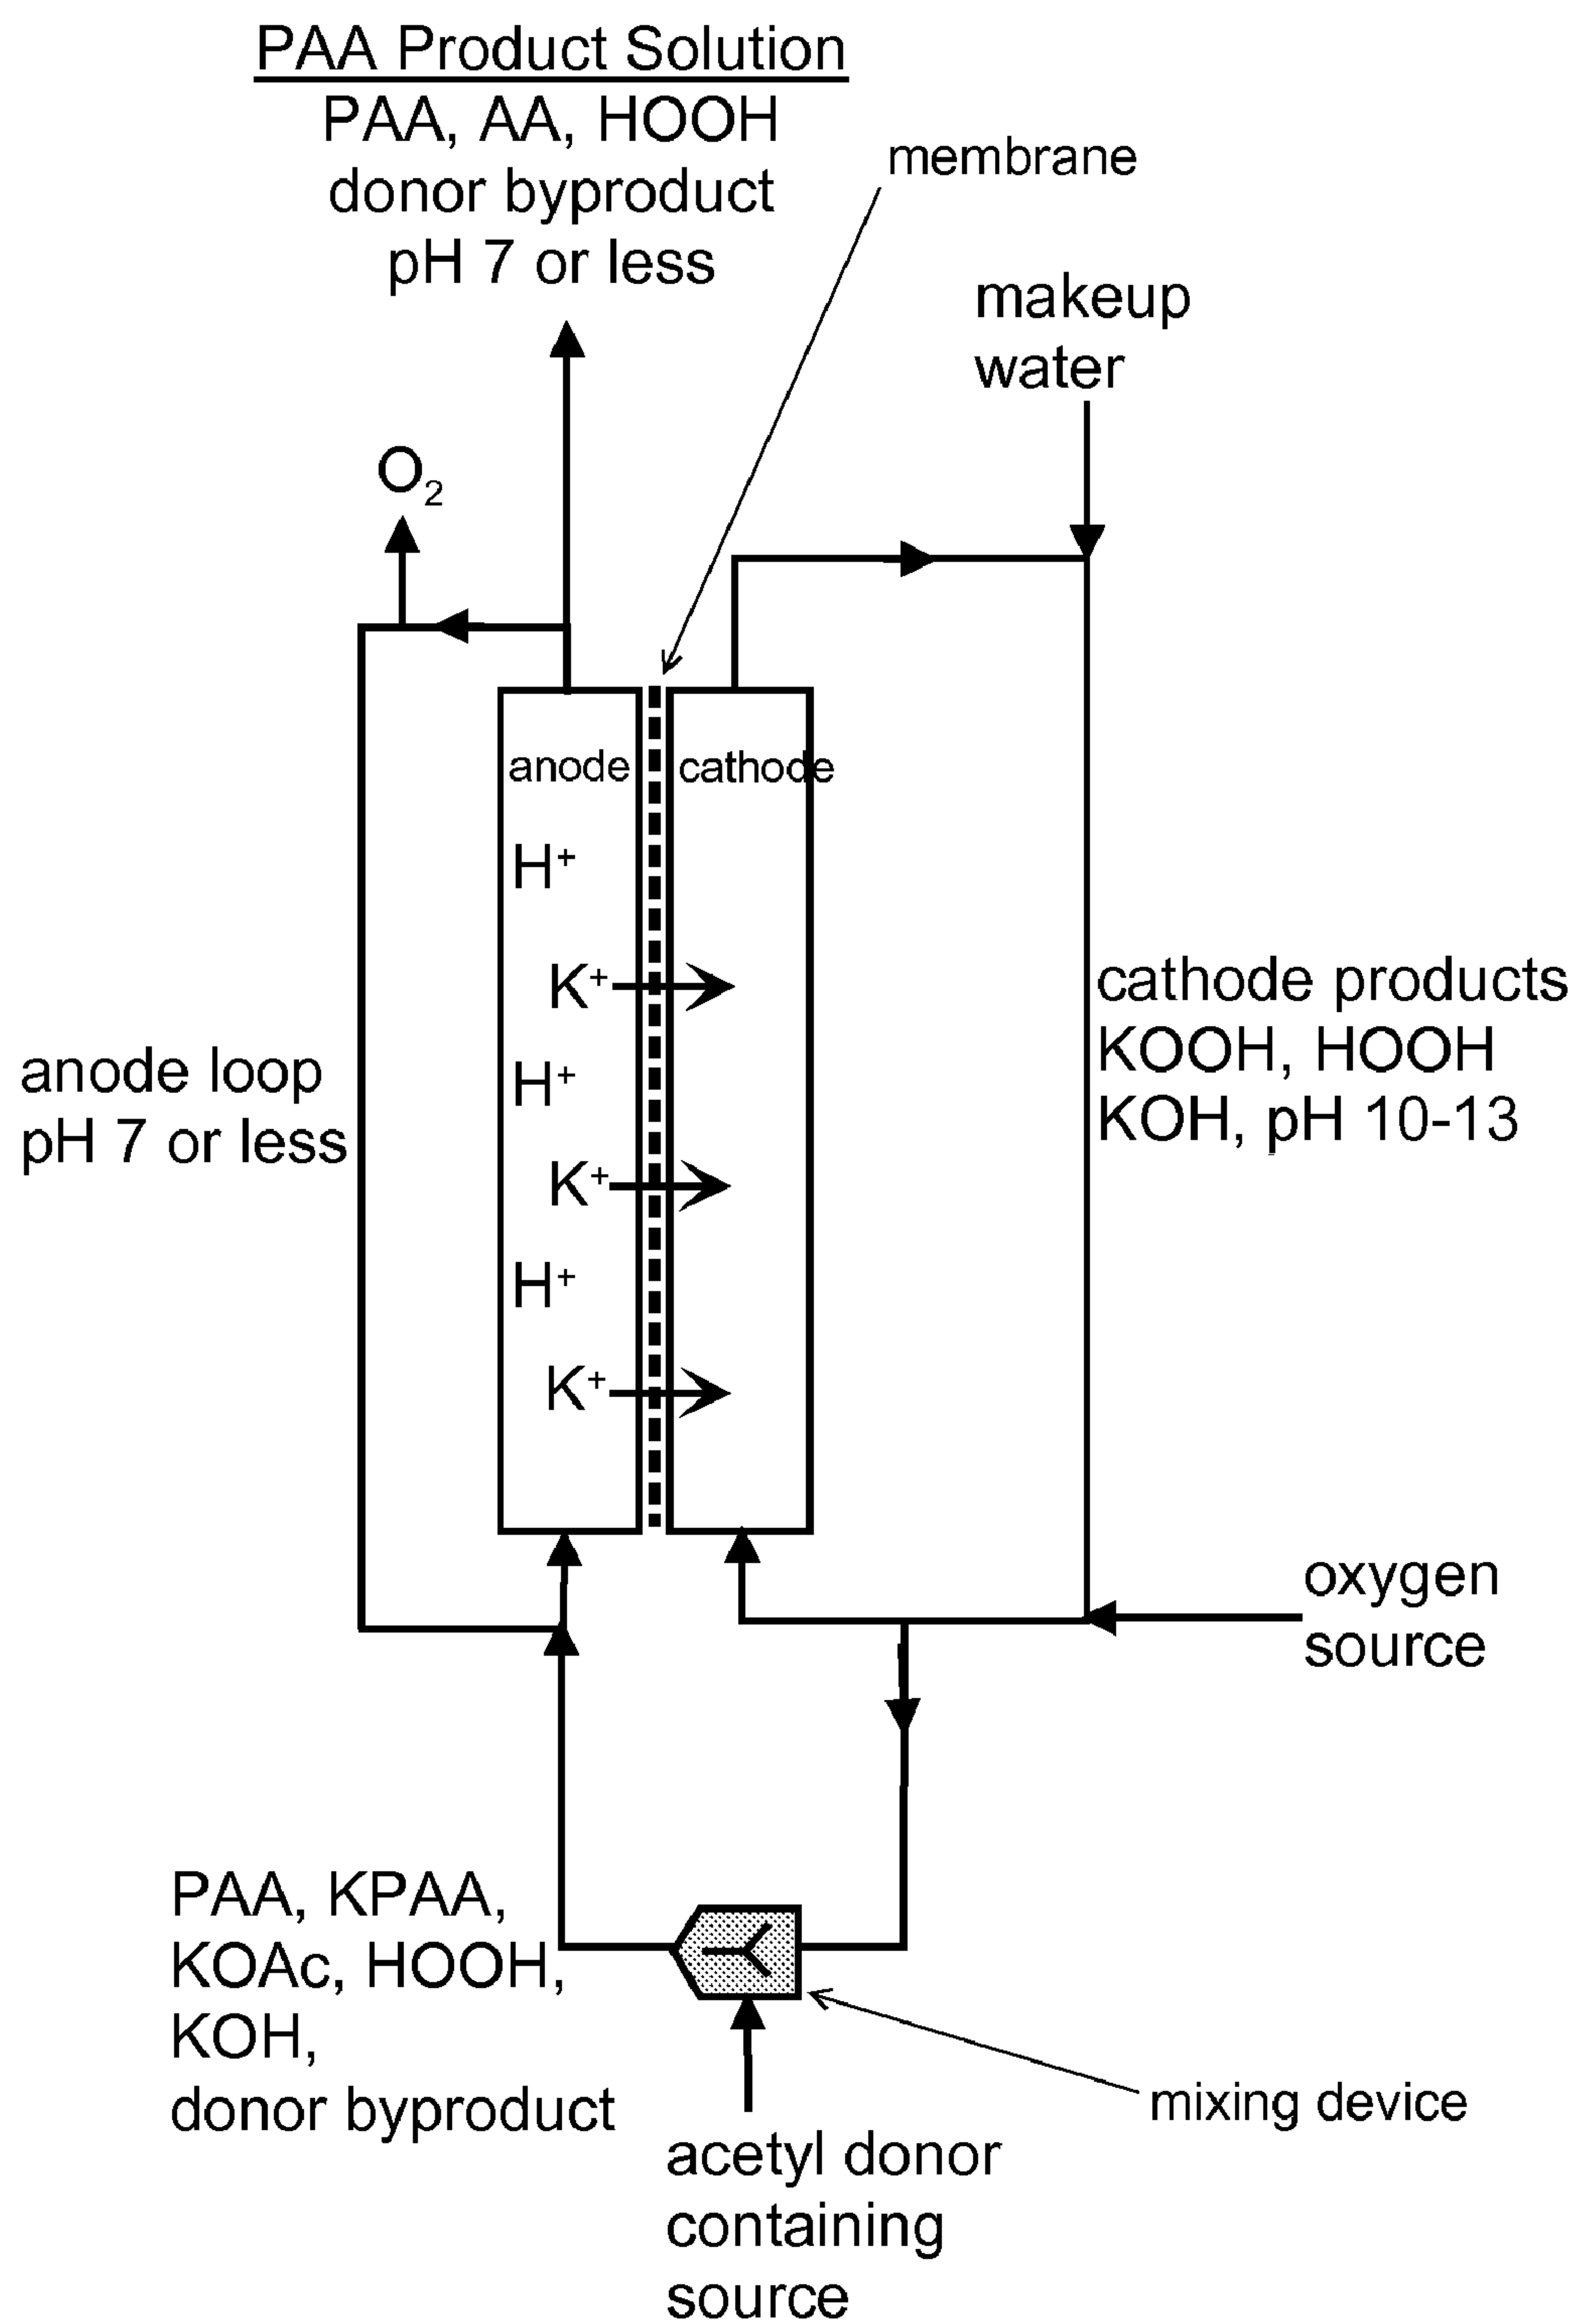 PAA Product Solution
PAA, AA, HOOH
donor byproduct
pH 7 or less
membrane
makeup
water
O₂
anode
cathode
H⁺
K⁺
H⁺
K⁺
H⁺
K⁺
anode loop
pH 7 or less
cathode products
KOOH, HOOH
KOH, pH 10-13
oxygen
source
PAA, KPAA,
KOAc, HOOH,
KOH,
donor byproduct
mixing device
acetyl donor
containing
source